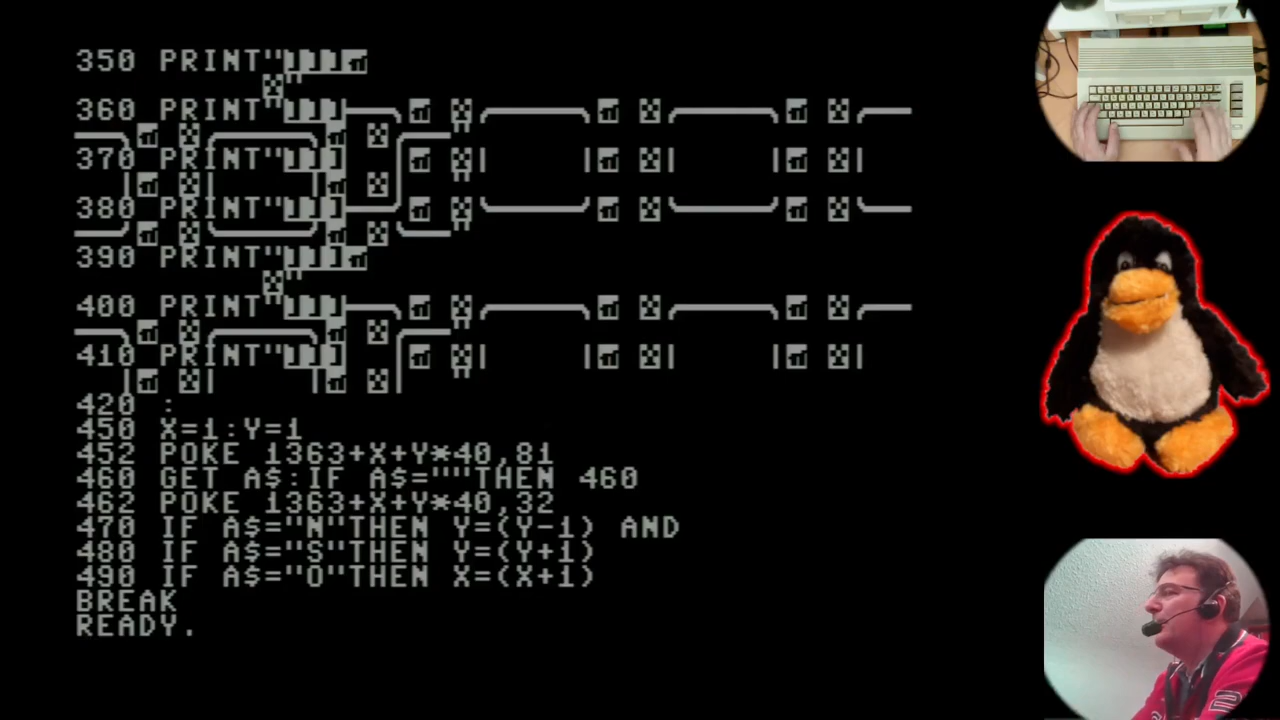 350 PRINT"
"
360 PRINT"
370 PRINT"
380 PRINT"
390 PRINT"
"
400 PRINT"
410 PRINT"
420 :
450 X=1:Y=1
452 POKE 1363+X+Y*40,81
460 GET A$:IF A$=""THEN 460
462 POKE 1363+X+Y*40,32
470 IF A$="N"THEN Y=(Y-1) AND
480 IF A$="S"THEN Y=(Y+1)
490 IF A$="O"THEN X=(X+1)
BREAK
READY.